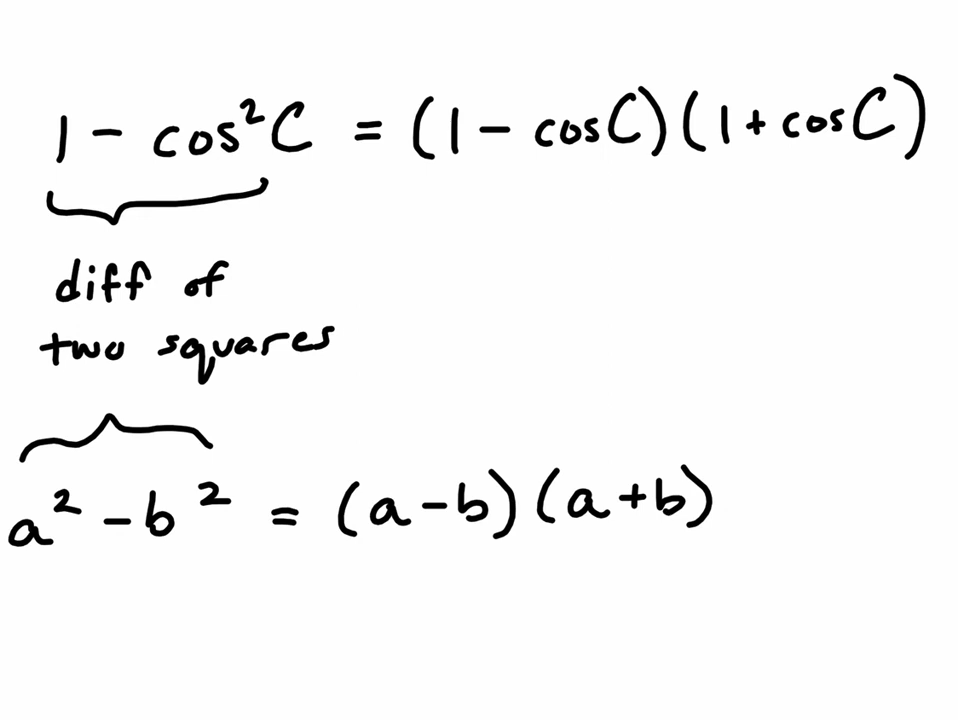 1 - cos²C = (1 - cosC)(1 + cosC)
diff of
two squares
a² - b² = (a - b)(a + b)